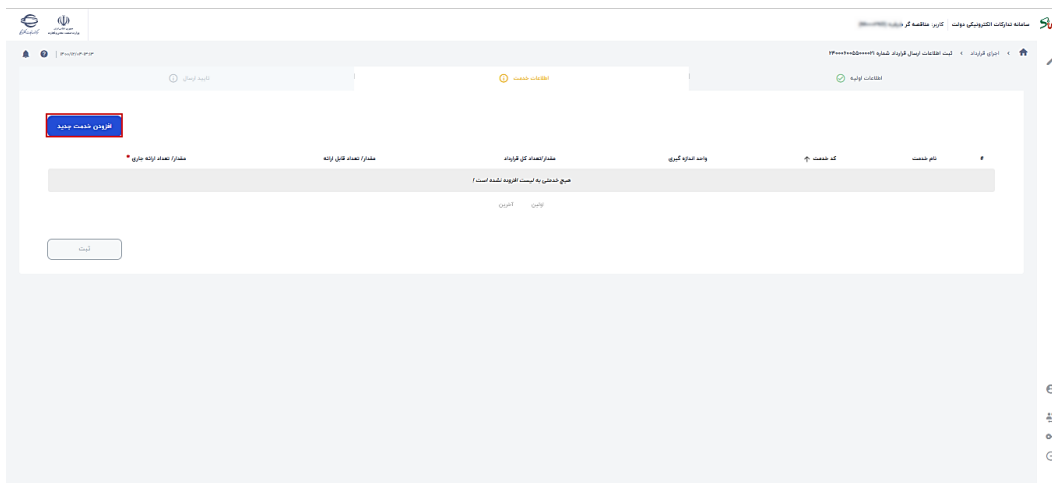 سامانه تدارکات الکترونیکی دولت
کاربر: مناقصه گر
اجرای قرارداد › ثبت اطلاعات ارسال قرارداد شماره
اطلاعات اولیه
اطلاعات خدمت
تایید ارسال
افزودن خدمت جدید
# نام خدمت کد خدمت واحد اندازه گیری مقدار/تعداد کل قرارداد مقدار/ تعداد قابل ارائه مقدار/ تعداد ارائه جاری *
هیچ خدمتی به لیست افزوده نشده است !
اولین آخرین
ثبت